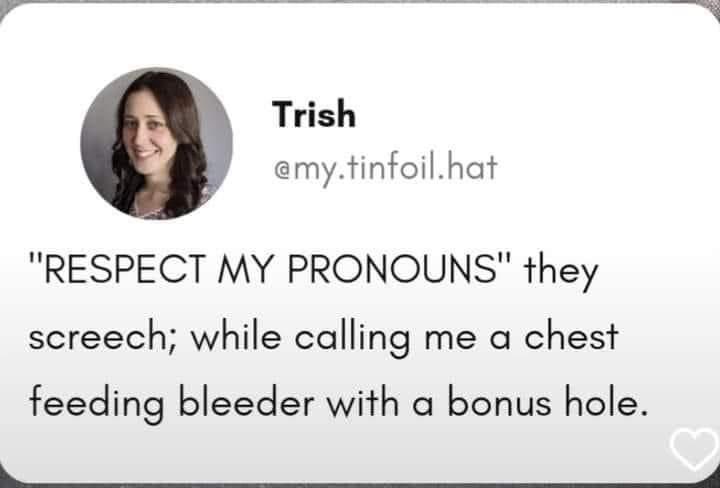 Trish
@my.tinfoil.hat
"RESPECT MY PRONOUNS" they
screech; while calling me a chest
feeding bleeder with a bonus hole.